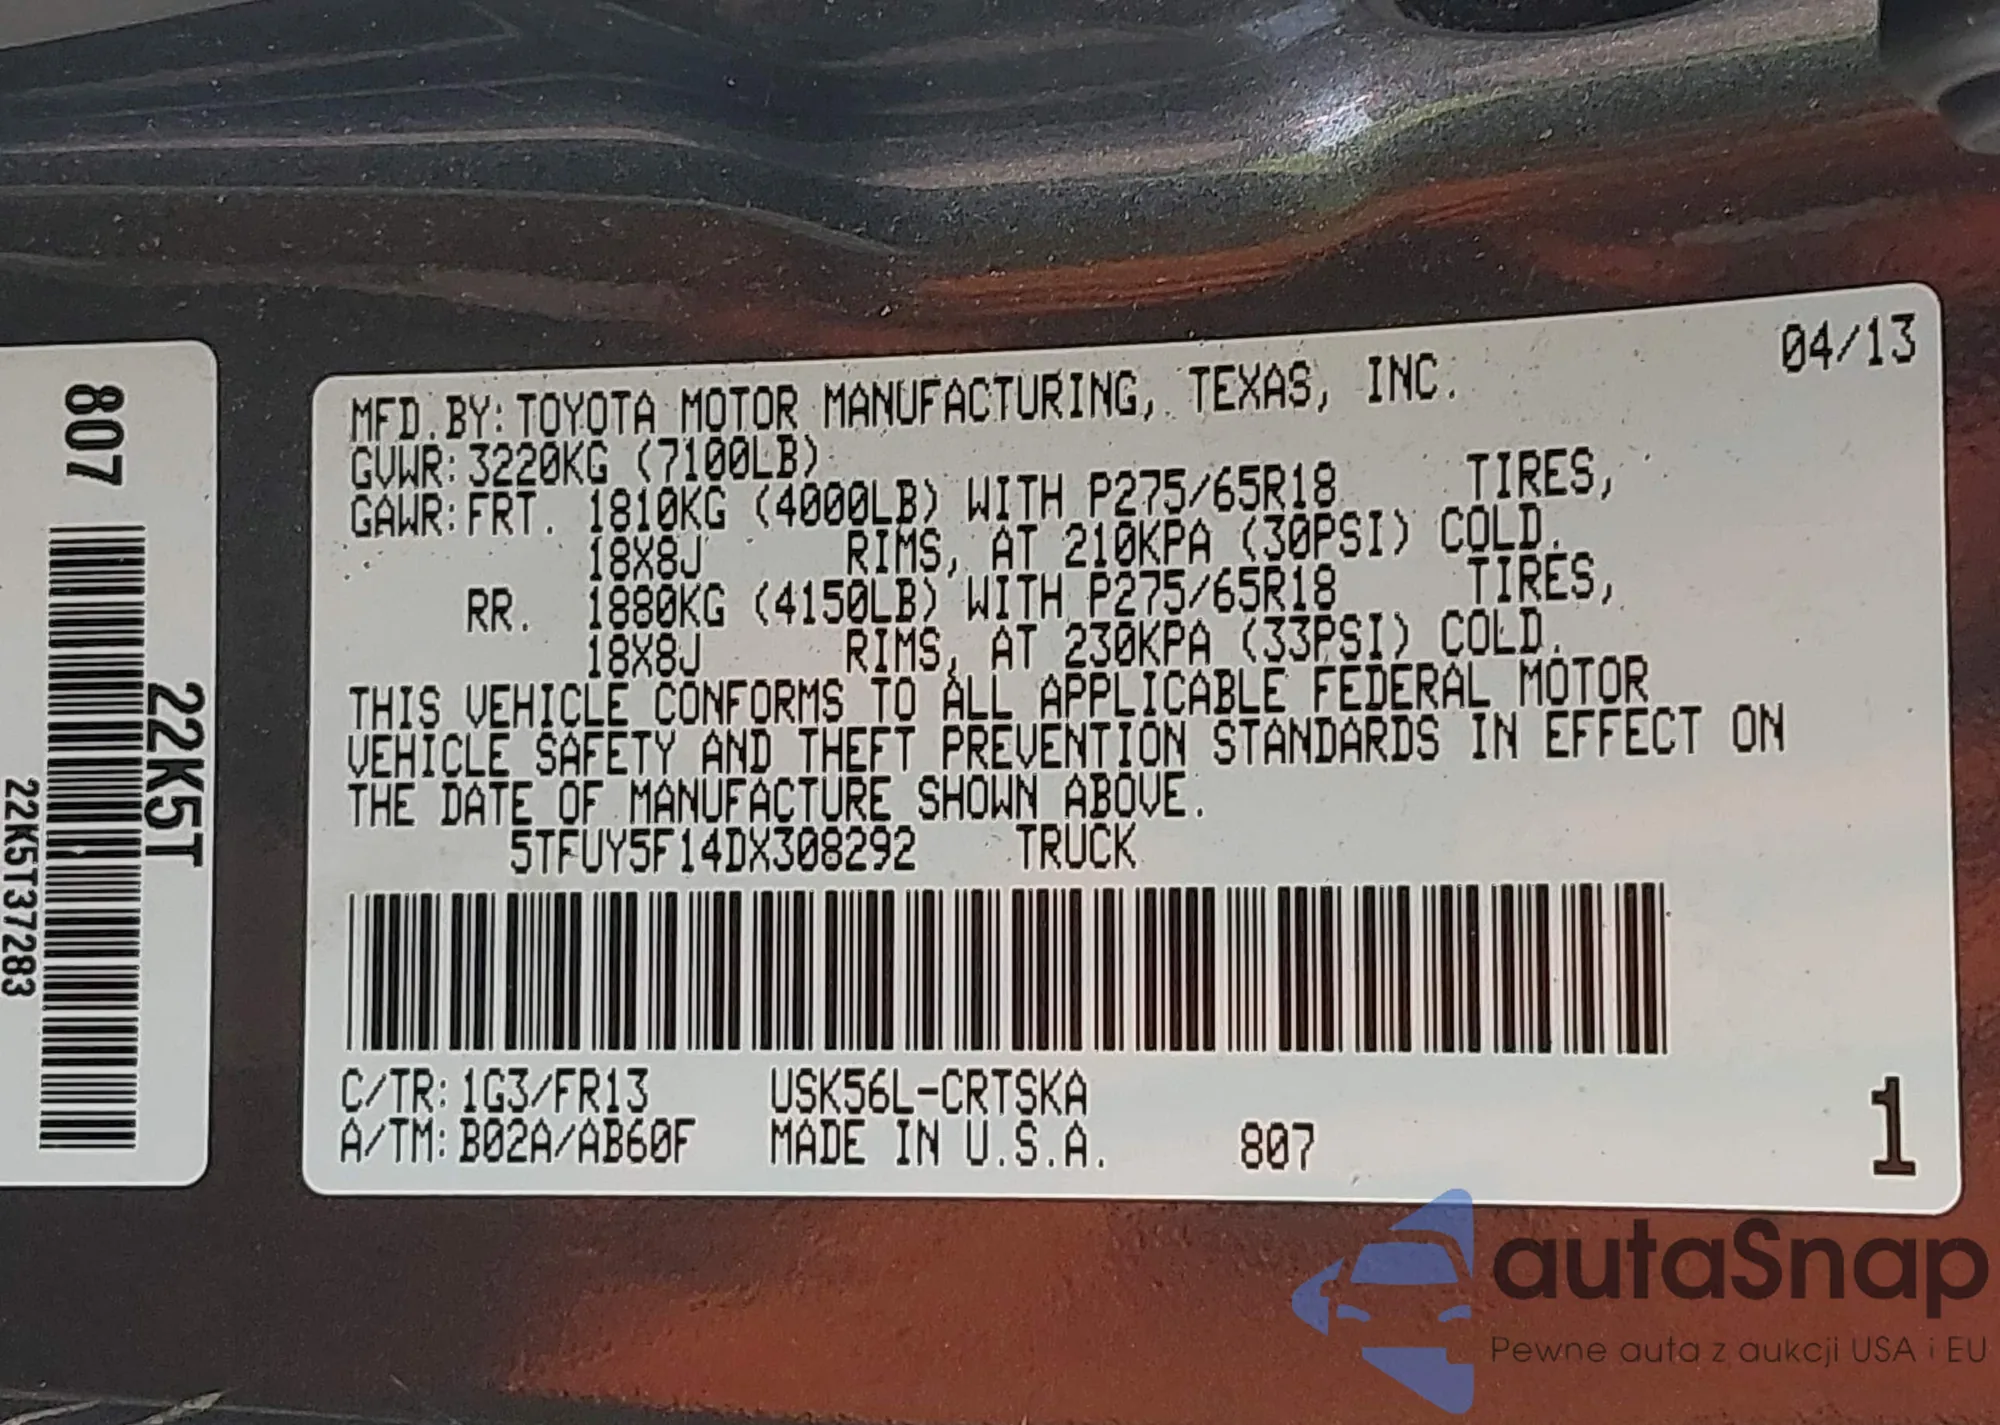 807
22K5T
22K5T37283
04/13
MFD.BY:TOYOTA MOTOR MANUFACTURING, TEXAS, INC.
GVWR:3220KG (7100LB)
GAWR:FRT. 1810KG (4000LB) WITH P275/65R18 TIRES,
18X8J RIMS, AT 210KPA (30PSI) COLD.
RR. 1880KG (4150LB) WITH P275/65R18 TIRES,
18X8J RIMS, AT 230KPA (33PSI) COLD.
THIS VEHICLE CONFORMS TO ALL APPLICABLE FEDERAL MOTOR
VEHICLE SAFETY AND THEFT PREVENTION STANDARDS IN EFFECT ON
THE DATE OF MANUFACTURE SHOWN ABOVE.
5TFUY5F14DX308292 TRUCK
C/TR:1G3/FR13 USK56L-CRTSKA
A/TM:B02A/AB60F MADE IN U.S.A. 807
1
autaSnap
Pewne auta z aukcji USA i EU